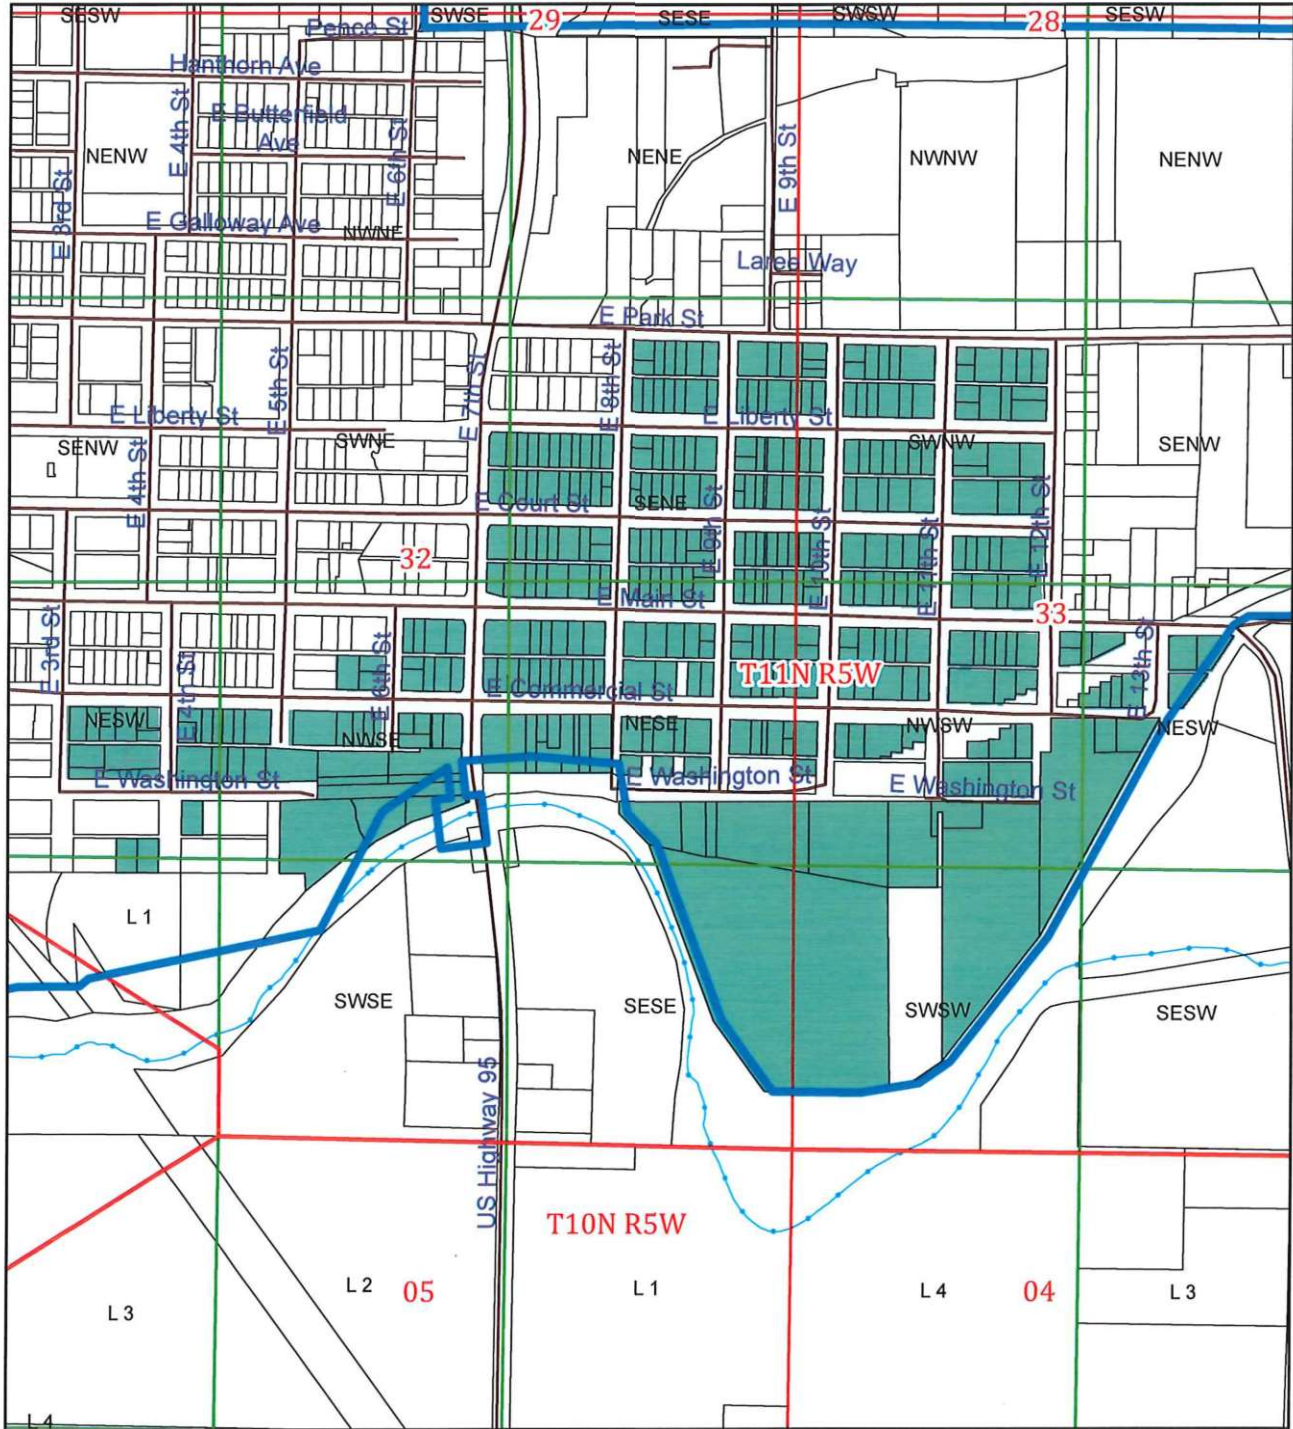 SESW
SWSE
29
SESE
SWSW
28
SESW
Pence St
Hanthorn Ave
E 4th St
E Butterfield
Ave
E 6th St
NENW
NENE
E 9th St
NWNW
NENW
E 3rd St
E Galloway Ave
NWNE
Laree Way
E Park St
E 5th St
E 7th St
E 8th St
E Liberty St
E Liberty St
SENW
SWNE
SWNW
SENW
E 4th St
E Court St
SENE
E 9th St
E 10th St
E 11th St
E 12th St
32
E Main St
33
E 3rd St
E 4th St
E 6th St
T11N R5W
E 13th St
E Commercial St
NESW
NWSE
NESE
NWSW
NESW
E Washington St
E Washington St
E Washington St
L 1
SWSE
SESE
SWSW
SESW
US Highway 95
T10N R5W
L 3
L 2
05
L 1
L 4
04
L 3
L 4